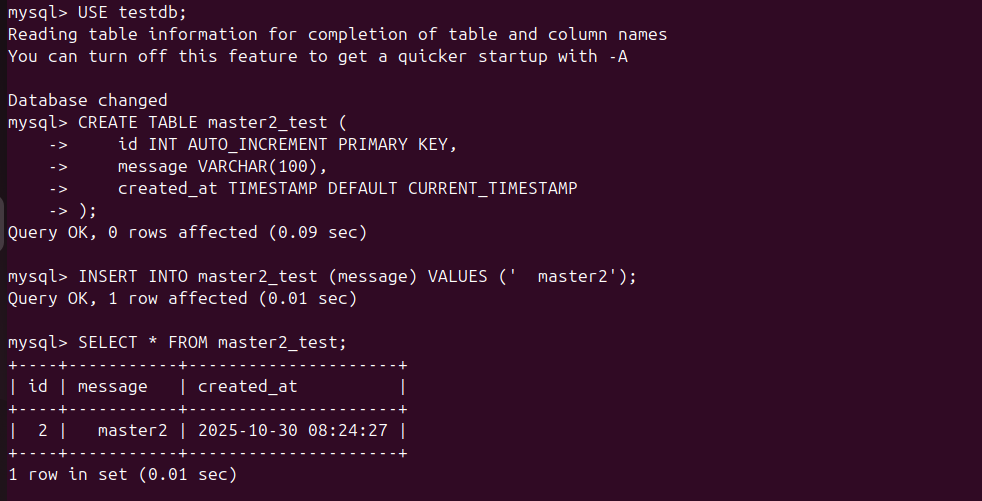 mysql> USE testdb;
Reading table information for completion of table and column names
You can turn off this feature to get a quicker startup with -A

Database changed
mysql> CREATE TABLE master2_test (
    ->     id INT AUTO_INCREMENT PRIMARY KEY,
    ->     message VARCHAR(100),
    ->     created_at TIMESTAMP DEFAULT CURRENT_TIMESTAMP
    -> );
Query OK, 0 rows affected (0.09 sec)

mysql> INSERT INTO master2_test (message) VALUES ('  master2');
Query OK, 1 row affected (0.01 sec)

mysql> SELECT * FROM master2_test;
+----+-----------+---------------------+
| id | message   | created_at          |
+----+-----------+---------------------+
|  2 |   master2 | 2025-10-30 08:24:27 |
+----+-----------+---------------------+
1 row in set (0.01 sec)